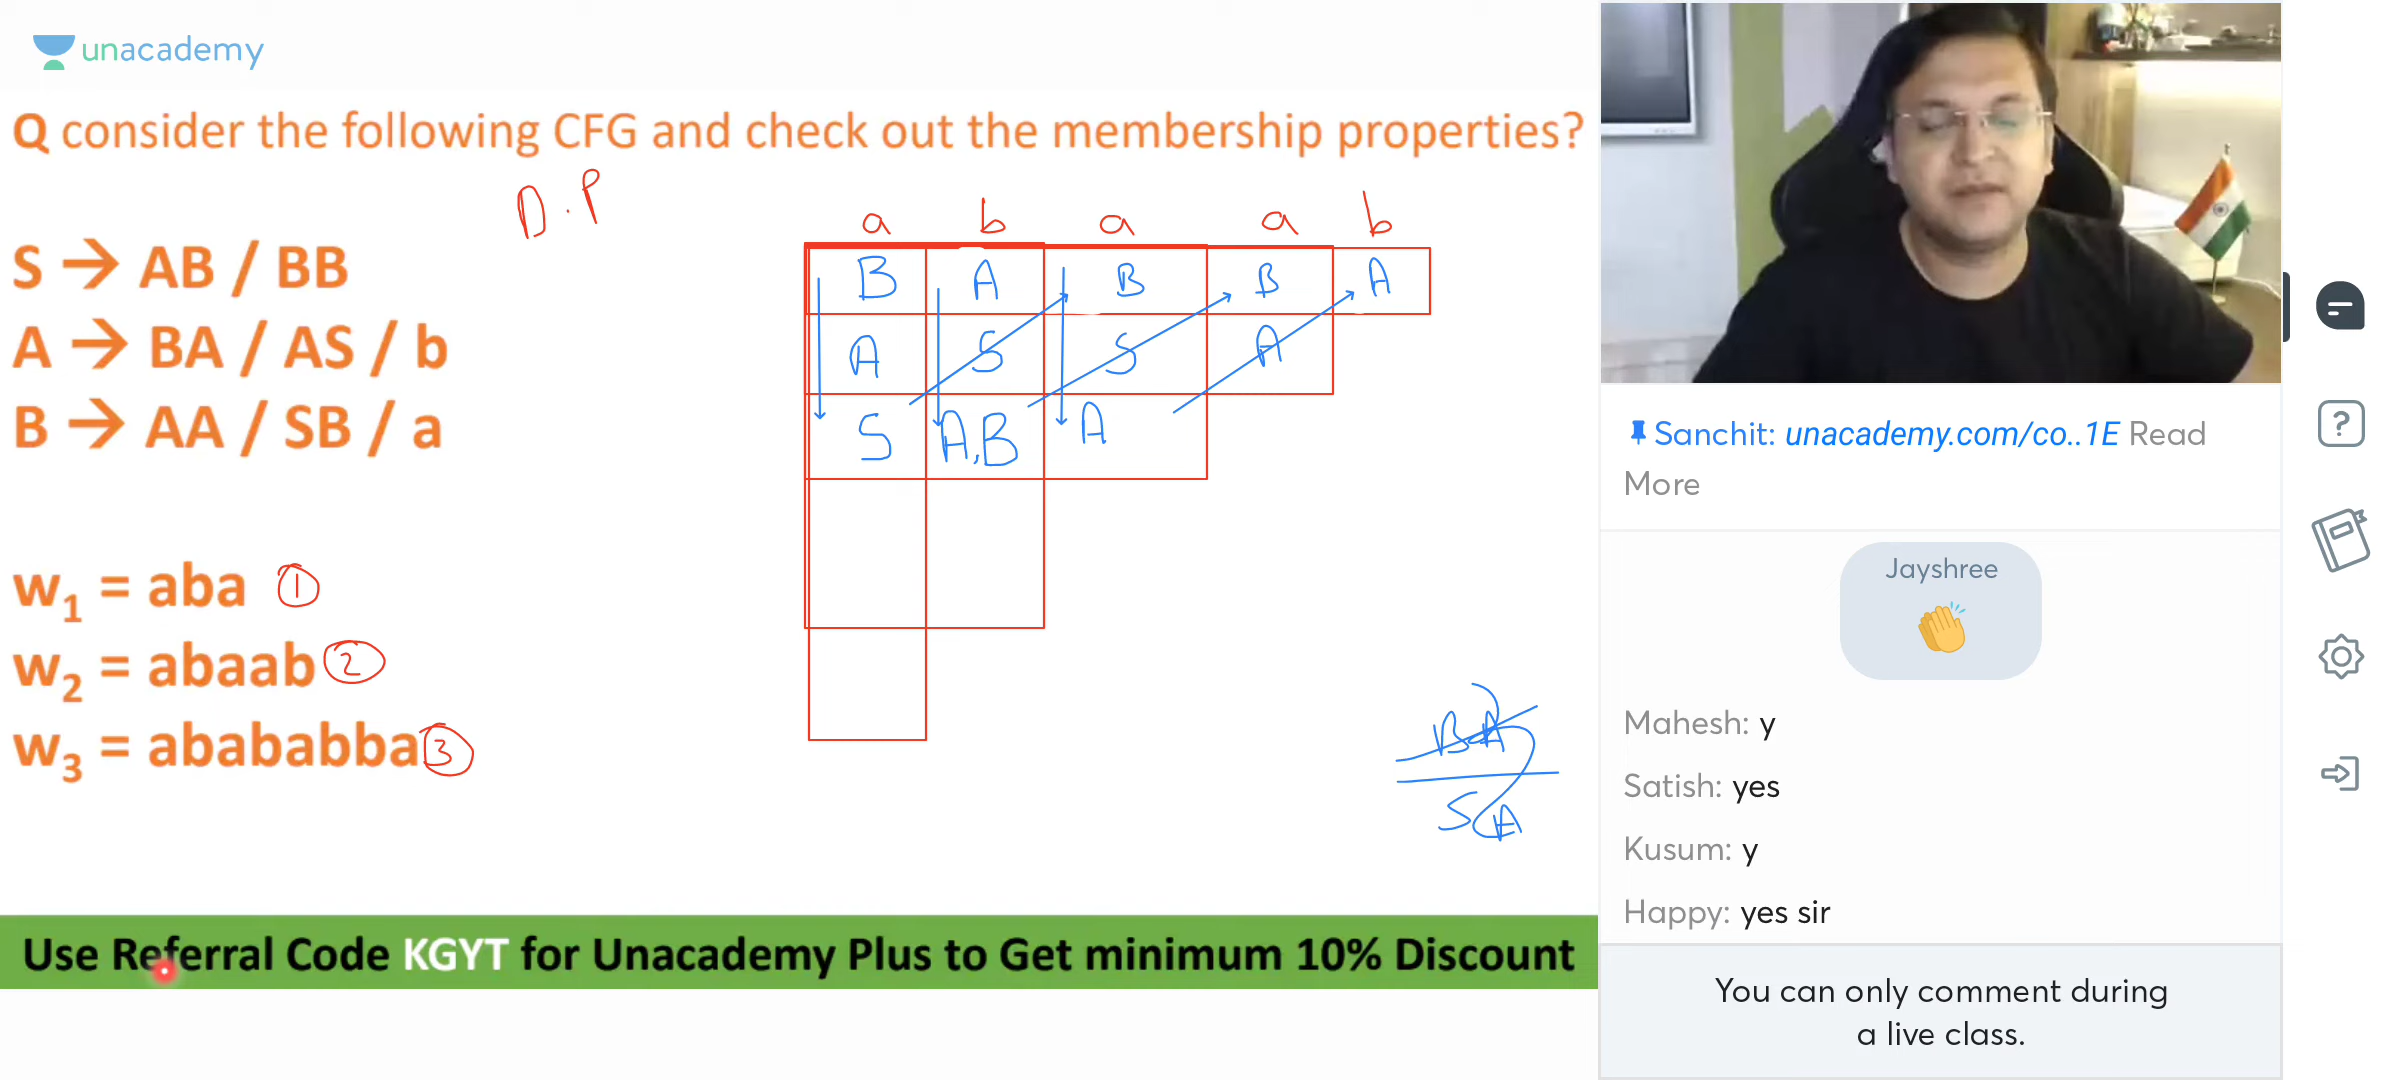 unacademy
Q consider the following CFG and check out the membership properties?
D.P
S → AB / BB
A → BA / AS / b
B → AA / SB / a
w1 = aba ①
w2 = abaab ②
w3 = abababba ③
a b a a b
B A B B A
A S S A
S A,B A
BA
SA
Use Referral Code KGYT for Unacademy Plus to Get minimum 10% Discount
Sanchit: unacademy.com/co..1E Read
More
Jayshree
Mahesh: y
Satish: yes
Kusum: y
Happy: yes sir
You can only comment during
a live class.
?